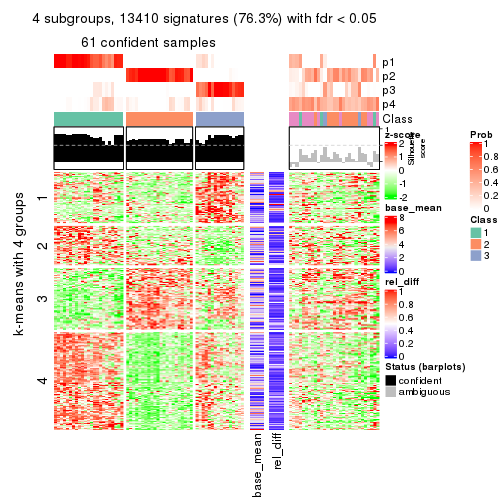 4 subgroups, 13410 signatures (76.3%) with fdr < 0.05
61 confident samples
p1
p2
p3
p4
Class
z-score
2
1
0
-1
-2
Silhouette
score
1
Prob
1
0.8
0.6
0.4
0.2
0
Class
1
2
3
base_mean
8
6
4
2
0
rel_diff
1
0.8
0.6
0.4
0.2
0
Status (barplots)
confident
ambiguous
k-means with 4 groups
1
2
3
4
base_mean
rel_diff